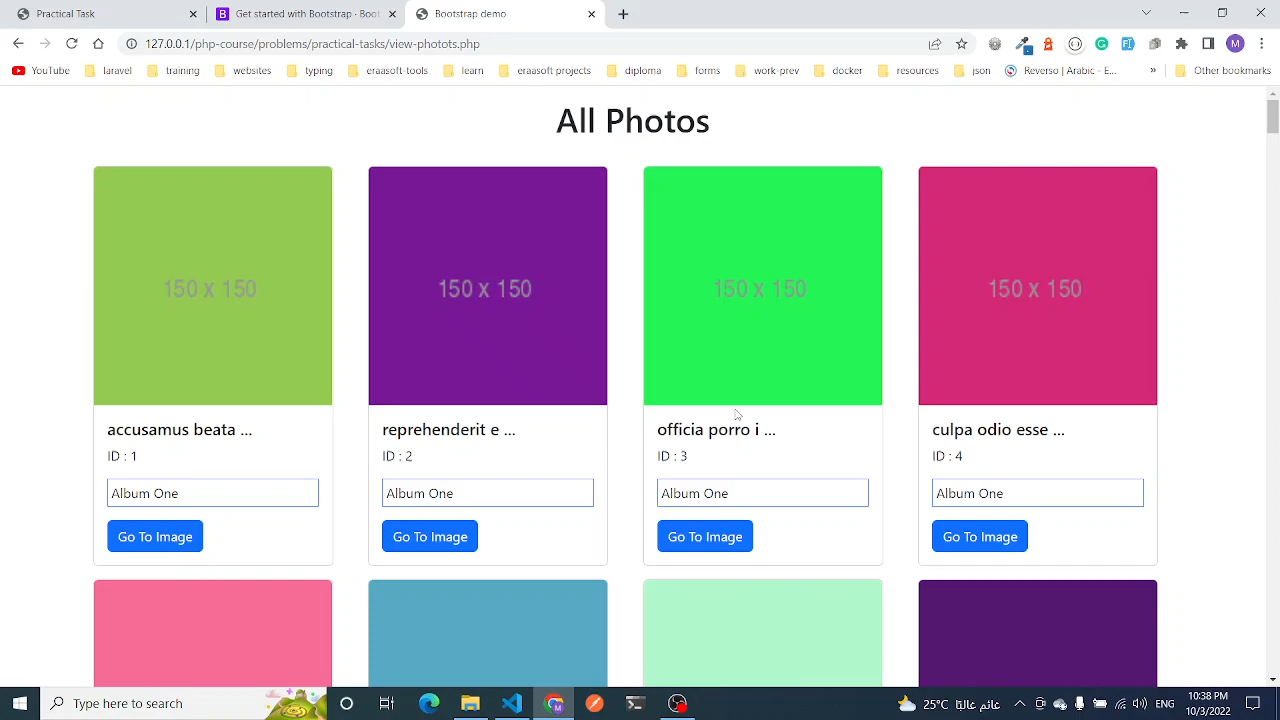 Practical Task
Get started with Bootstrap · Boot
Bootstrap demo
127.0.0.1/php-course/problems/practical-tasks/view-photots.php
YouTube laravel training websites typing eraasoft-tools learn eraasoft projects diploma forms work-prev docker resources json Reverso | Arabic - E... » Other bookmarks
All Photos
150 x 150 150 x 150 150 x 150 150 x 150
accusamus beata ... reprehenderit e ... officia porro i ... culpa odio esse ...
ID : 1 ID : 2 ID : 3 ID : 4
Album One Album One Album One Album One
Go To Image Go To Image Go To Image Go To Image
Type here to search
25°C
10:38 PM
10/3/2022